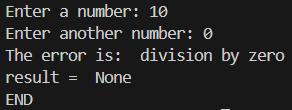 Enter a number: 10
Enter another number: 0
The error is:  division by zero
result =  None
END